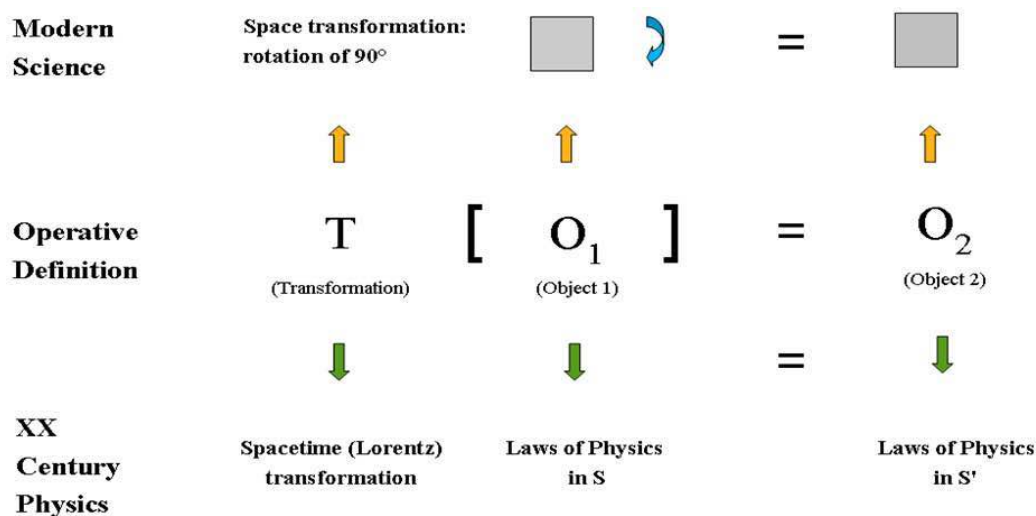 Modern
Science
Space transformation:
rotation of 90°
=
Operative
Definition
T
(Transformation)
[ O₁ ]
(Object 1)
=
O₂
(Object 2)
=
XX
Century
Physics
Spacetime (Lorentz)
transformation
Laws of Physics
in S
Laws of Physics
in S'